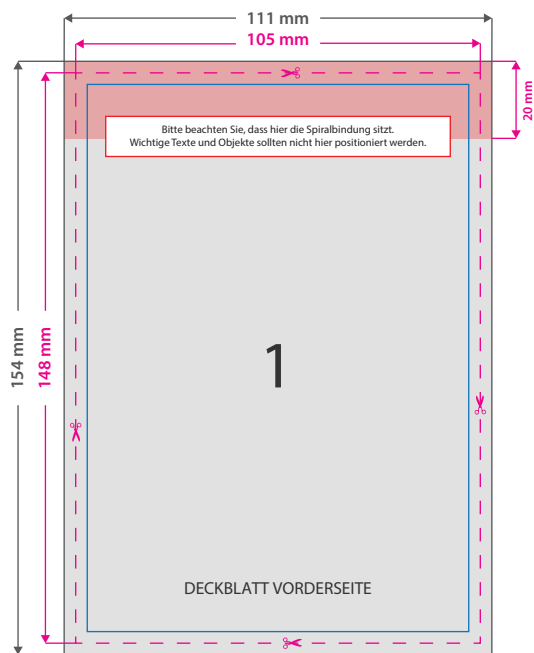 111 mm
105 mm
20 mm
Bitte beachten Sie, dass hier die Spiralbindung sitzt.
Wichtige Texte und Objekte sollten nicht hier positioniert werden.
154 mm
148 mm
1
DECKBLATT VORDERSEITE